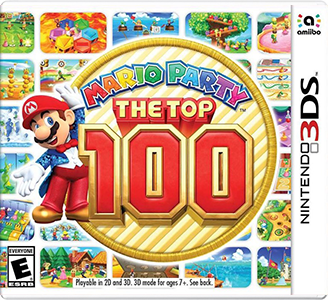 amiibo
MARIO PARTY
THE TOP
100
TM
NINTENDO 3DS
EVERYONE
E
ESRB
Playable in 2D and 3D. 3D mode for ages 7+. See back.